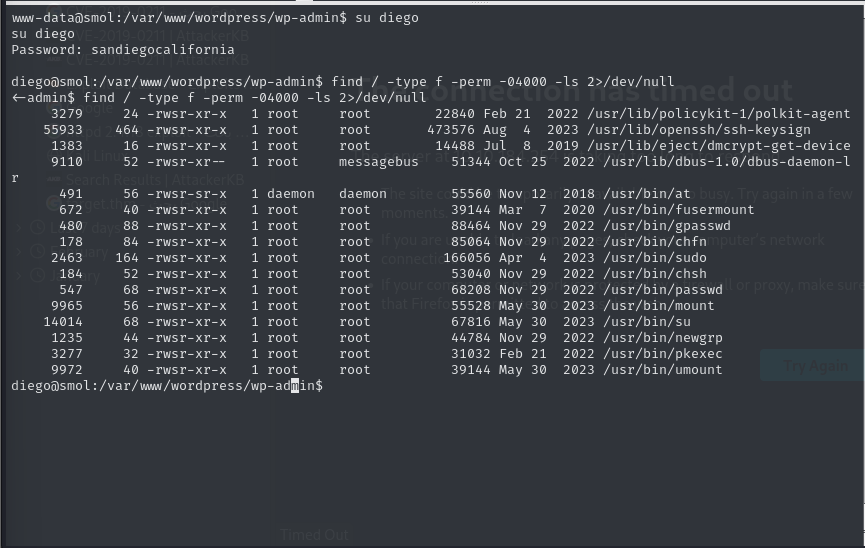 www-data@smol:/var/www/wordpress/wp-admin$ su diego
su diego
Password: sandiegocalifornia
diego@smol:/var/www/wordpress/wp-admin$ find / -type f -perm -04000 -ls 2>/dev/null
←admin$ find / -type f -perm -04000 -ls 2>/dev/null
3279 24 -rwsr-xr-x 1 root root 22840 Feb 21 2022 /usr/lib/policykit-1/polkit-agent
55933 464 -rwsr-xr-x 1 root root 473576 Aug 4 2023 /usr/lib/openssh/ssh-keysign
1383 16 -rwsr-xr-x 1 root root 14488 Jul 8 2019 /usr/lib/eject/dmcrypt-get-device
9110 52 -rwsr-xr-- 1 root messagebus 51344 Oct 25 2022 /usr/lib/dbus-1.0/dbus-daemon-l
r
491 56 -rwsr-sr-x 1 daemon daemon 55560 Nov 12 2018 /usr/bin/at
672 40 -rwsr-xr-x 1 root root 39144 Mar 7 2020 /usr/bin/fusermount
480 88 -rwsr-xr-x 1 root root 88464 Nov 29 2022 /usr/bin/gpasswd
178 84 -rwsr-xr-x 1 root root 85064 Nov 29 2022 /usr/bin/chfn
2463 164 -rwsr-xr-x 1 root root 166056 Apr 4 2023 /usr/bin/sudo
184 52 -rwsr-xr-x 1 root root 53040 Nov 29 2022 /usr/bin/chsh
547 68 -rwsr-xr-x 1 root root 68208 Nov 29 2022 /usr/bin/passwd
9965 56 -rwsr-xr-x 1 root root 55528 May 30 2023 /usr/bin/mount
14014 68 -rwsr-xr-x 1 root root 67816 May 30 2023 /usr/bin/su
1235 44 -rwsr-xr-x 1 root root 44784 Nov 29 2022 /usr/bin/newgrp
3277 32 -rwsr-xr-x 1 root root 31032 Feb 21 2022 /usr/bin/pkexec
9972 40 -rwsr-xr-x 1 root root 39144 May 30 2023 /usr/bin/umount
diego@smol:/var/www/wordpress/wp-admin$
connection has timed out
Search Results | AttackerKB
Try Again
Timed Out